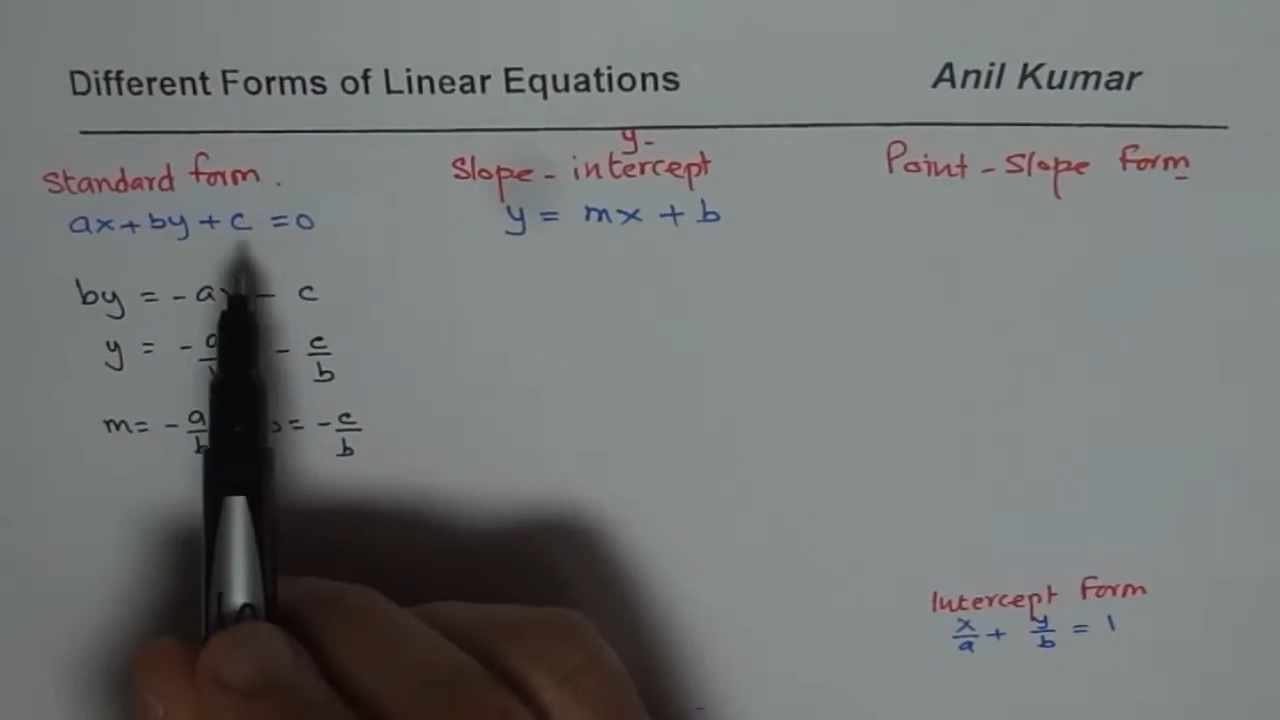 Different Forms of Linear Equations
Anil Kumar
Standard form.
ax + by + c = 0
by = - a - c
y = - - c/b
m = - a/b = - c/b
y-
Slope - intercept
y = mx + b
Point - Slope Form
Intercept Form
x/a + y/b = 1